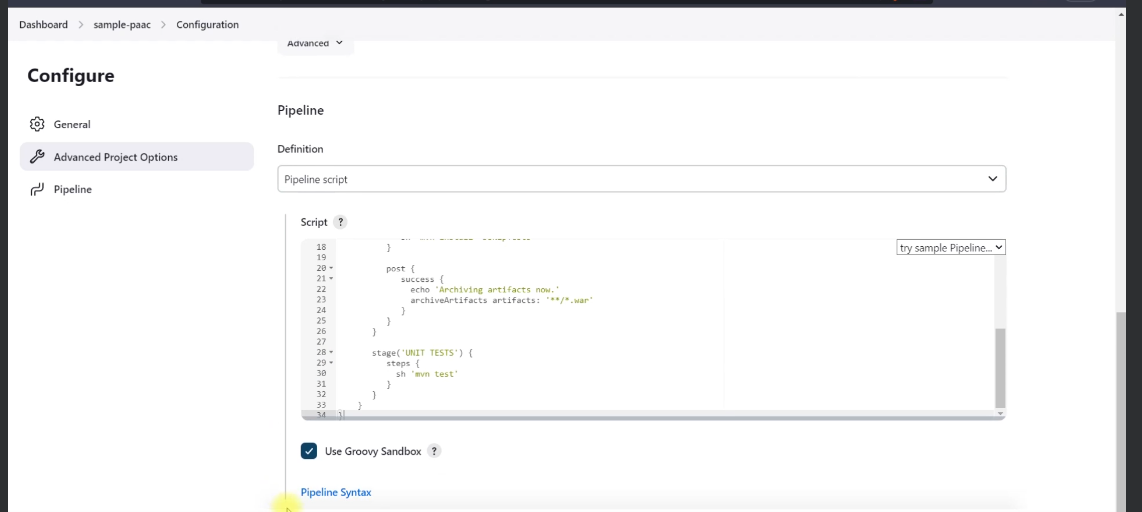 Dashboard > sample-paac > Configuration
Configure
General
Advanced Project Options
Pipeline
Advanced
Pipeline
Definition
Pipeline script
Script ?
try sample Pipeline...
18 }
19
20 post {
21 success {
22 echo 'Archiving artifacts now.'
23 archiveArtifacts artifacts: '**/*.war'
24 }
25 }
26 }
27
28 stage('UNIT TESTS') {
29 steps {
30 sh 'mvn test'
31 }
32 }
33 }
34 }
Use Groovy Sandbox ?
Pipeline Syntax